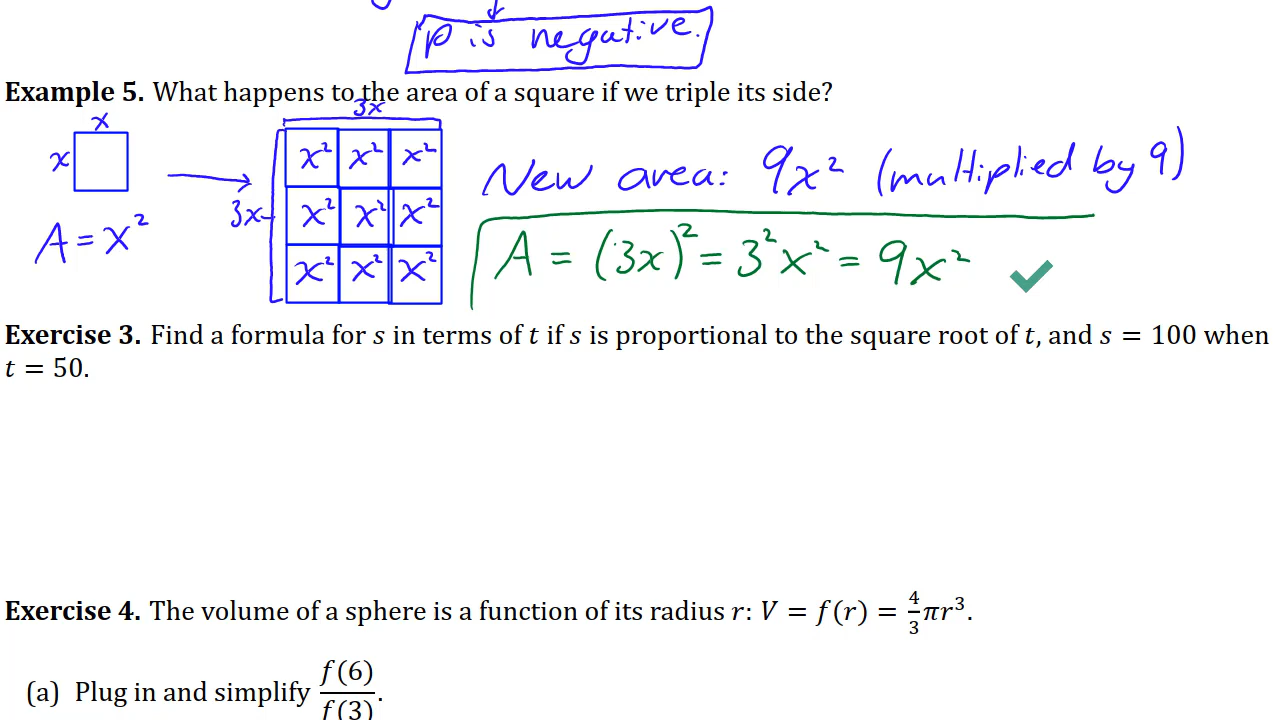 p is negative.
Example 5. What happens to the area of a square if we triple its side?
x 3x
x x² x² x² New area: 9x² (multiplied by 9)
3x x² x² x²
A = x² A = (3x)² = 3²x² = 9x² ✓
x² x² x²
Exercise 3. Find a formula for s in terms of t if s is proportional to the square root of t, and s = 100 when
t = 50.
Exercise 4. The volume of a sphere is a function of its radius r: V = f(r) = 4/3 πr³.
(a) Plug in and simplify f(6)/f(3).